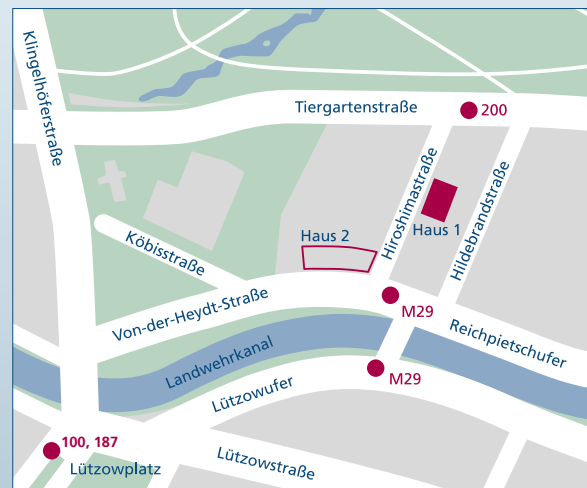 Klingelhöferstraße
Tiergartenstraße
200
Hiroshimastraße
Hildebrandstraße
Haus 1
Haus 2
Köbisstraße
Von-der-Heydt-Straße
M29
Reichpietschufer
Landwehrkanal
Lützowufer
M29
100, 187
Lützowplatz
Lützowstraße